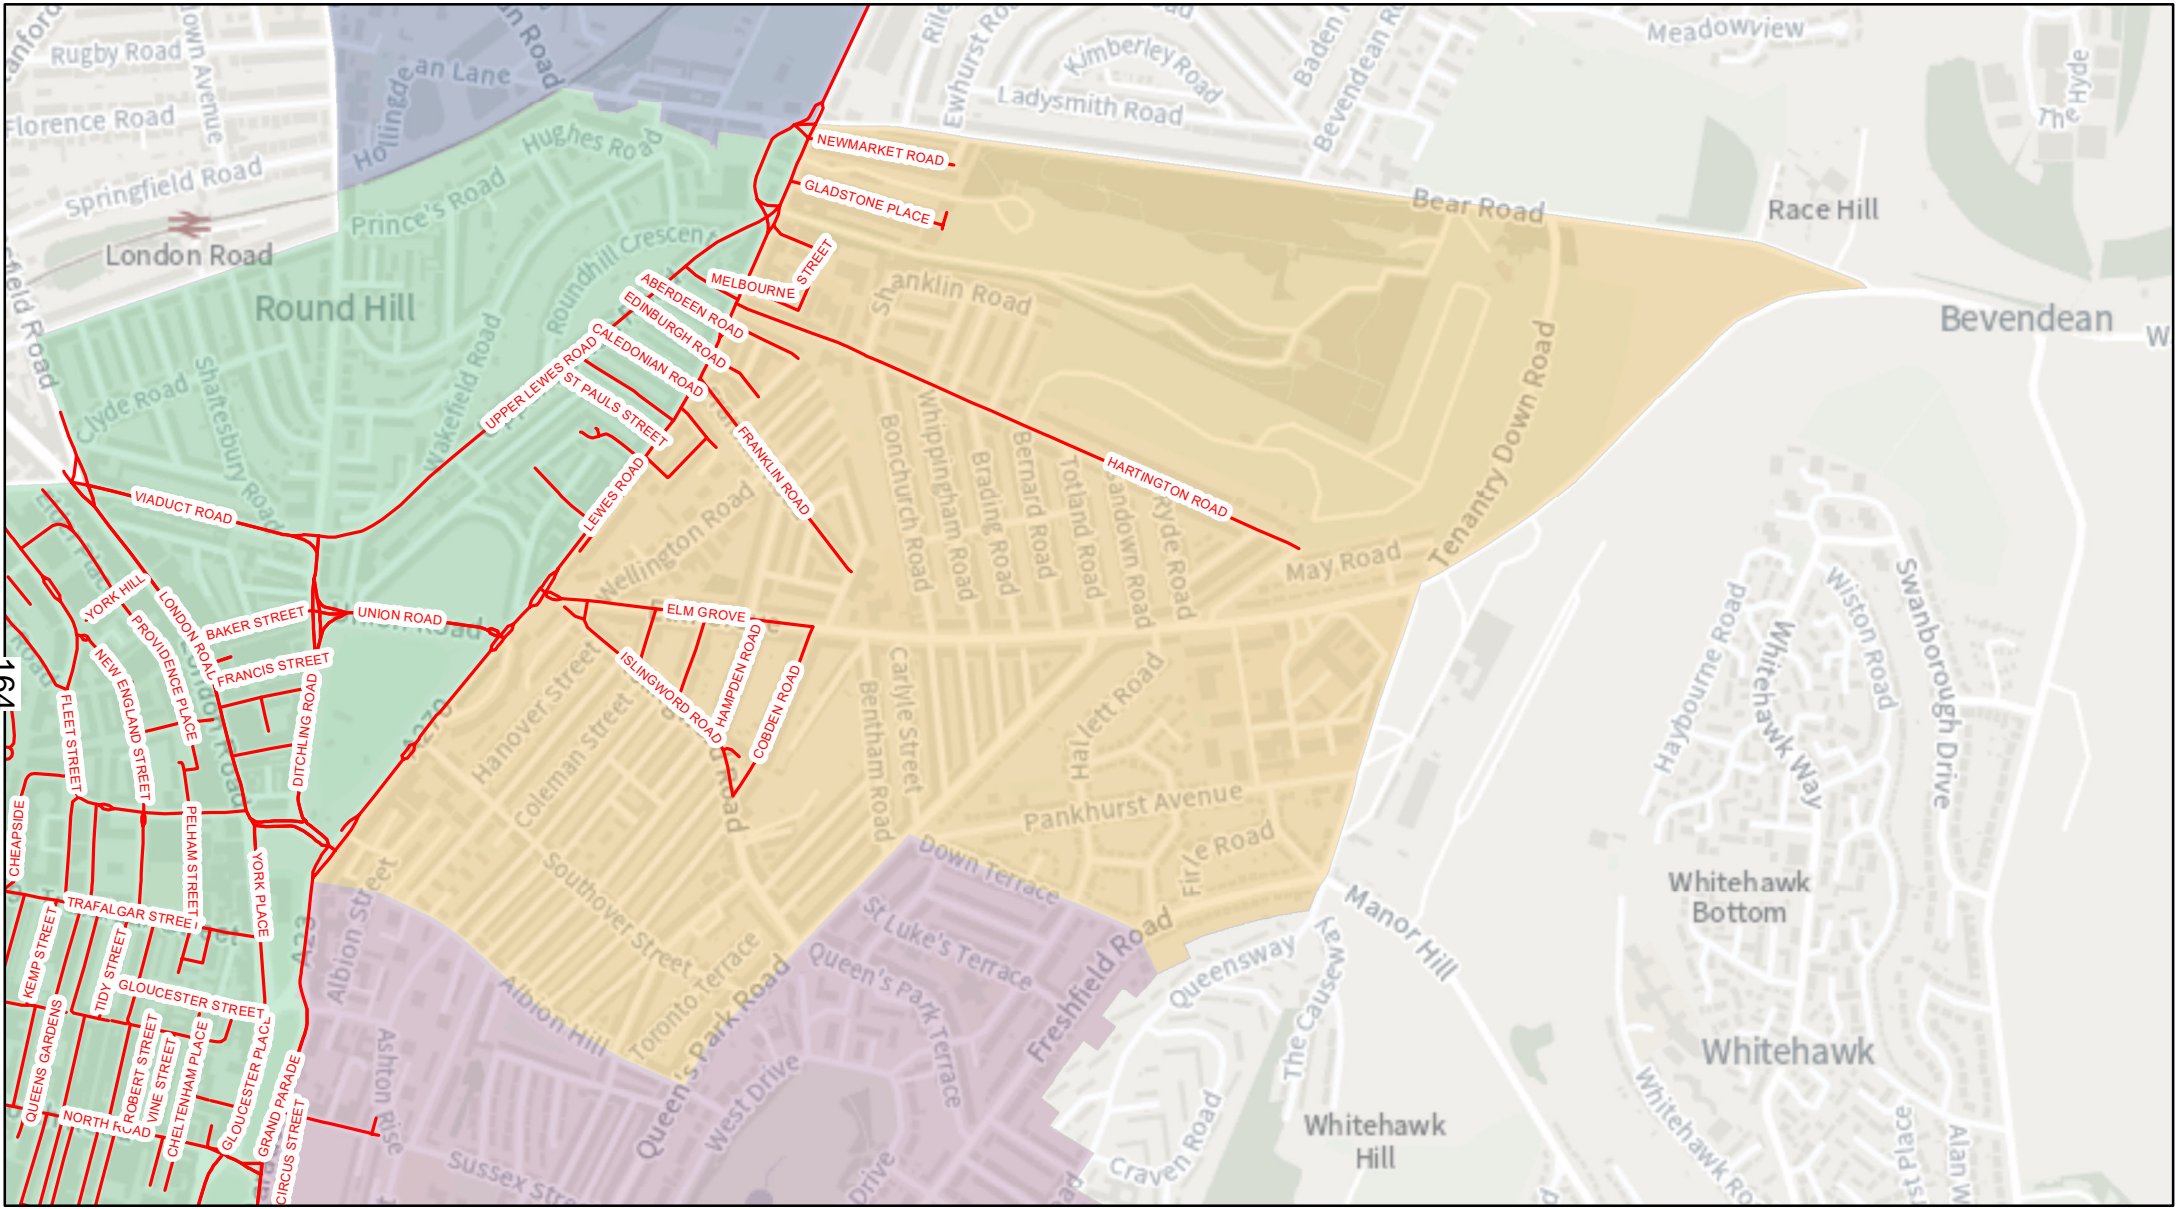 Rugby Road
Florence Road
Springfield Road
London Road
Round Hill
an Lane
Hughes Road
Prince's Road
Roundhill Crescent
Clyde Road
Shaftesbury Road
Wakefield Road
Ewhurst Road
Kimberley Road
Ladysmith Road
Bevendean Road
Meadowview
The Hyde
NEWMARKET ROAD
GLADSTONE PLACE
MELBOURNE STREET
ABERDEEN ROAD
EDINBURGH ROAD
CALEDONIAN ROAD
UPPER LEWES ROAD
ST PAULS STREET
LEWES ROAD
FRANKLIN ROAD
HARTINGTON ROAD
Bear Road
Race Hill
Bevendean
Tenantry Down Road
May Road
Bonchurch Road
Whippingham Road
Brading Road
Bernard Road
Totland Road
andown Road
Ryde Road
Wellington Road
VIADUCT ROAD
YORK HILL
LONDON ROAD
PROVIDENCE PLACE
BAKER STREET
FRANCIS STREET
UNION ROAD
ELM GROVE
HAMPDEN ROAD
ISLINGWORD ROAD
COBDEN ROAD
NEW ENGLAND STREET
FLEET STREET
DITCHLING ROAD
164
A270
Hanover Street
Coleman Street
Bentham Road
Carlyle Street
Hallett Road
Pankhurst Avenue
Firle Road
Down Terrace
Southover Street
Toronto Terrace
Albion Hill
Albion Street
A23
CHEAPSIDE
PELHAM STREET
YORK PLACE
TRAFALGAR STREET
KEMP STREET
TIDY STREET
GLOUCESTER STREET
QUEENS GARDENS
ROBERT STREET
VINE STREET
CHELTENHAM PLACE
GLOUCESTER PLACE
GRAND PARADE
CIRCUS STREET
NORTH ROAD
Ashton Rise
Queen's Park Road
West Drive
Drive
Queen's Park Terrace
St Luke's Terrace
Freshfield Road
Queensway
The Causeway
Manor Hill
Craven Road
Whitehawk
Hill
Whitehawk
Bottom
Whitehawk
Haybourne Road
Whitehawk Way
Wiston Road
Swanborough Drive